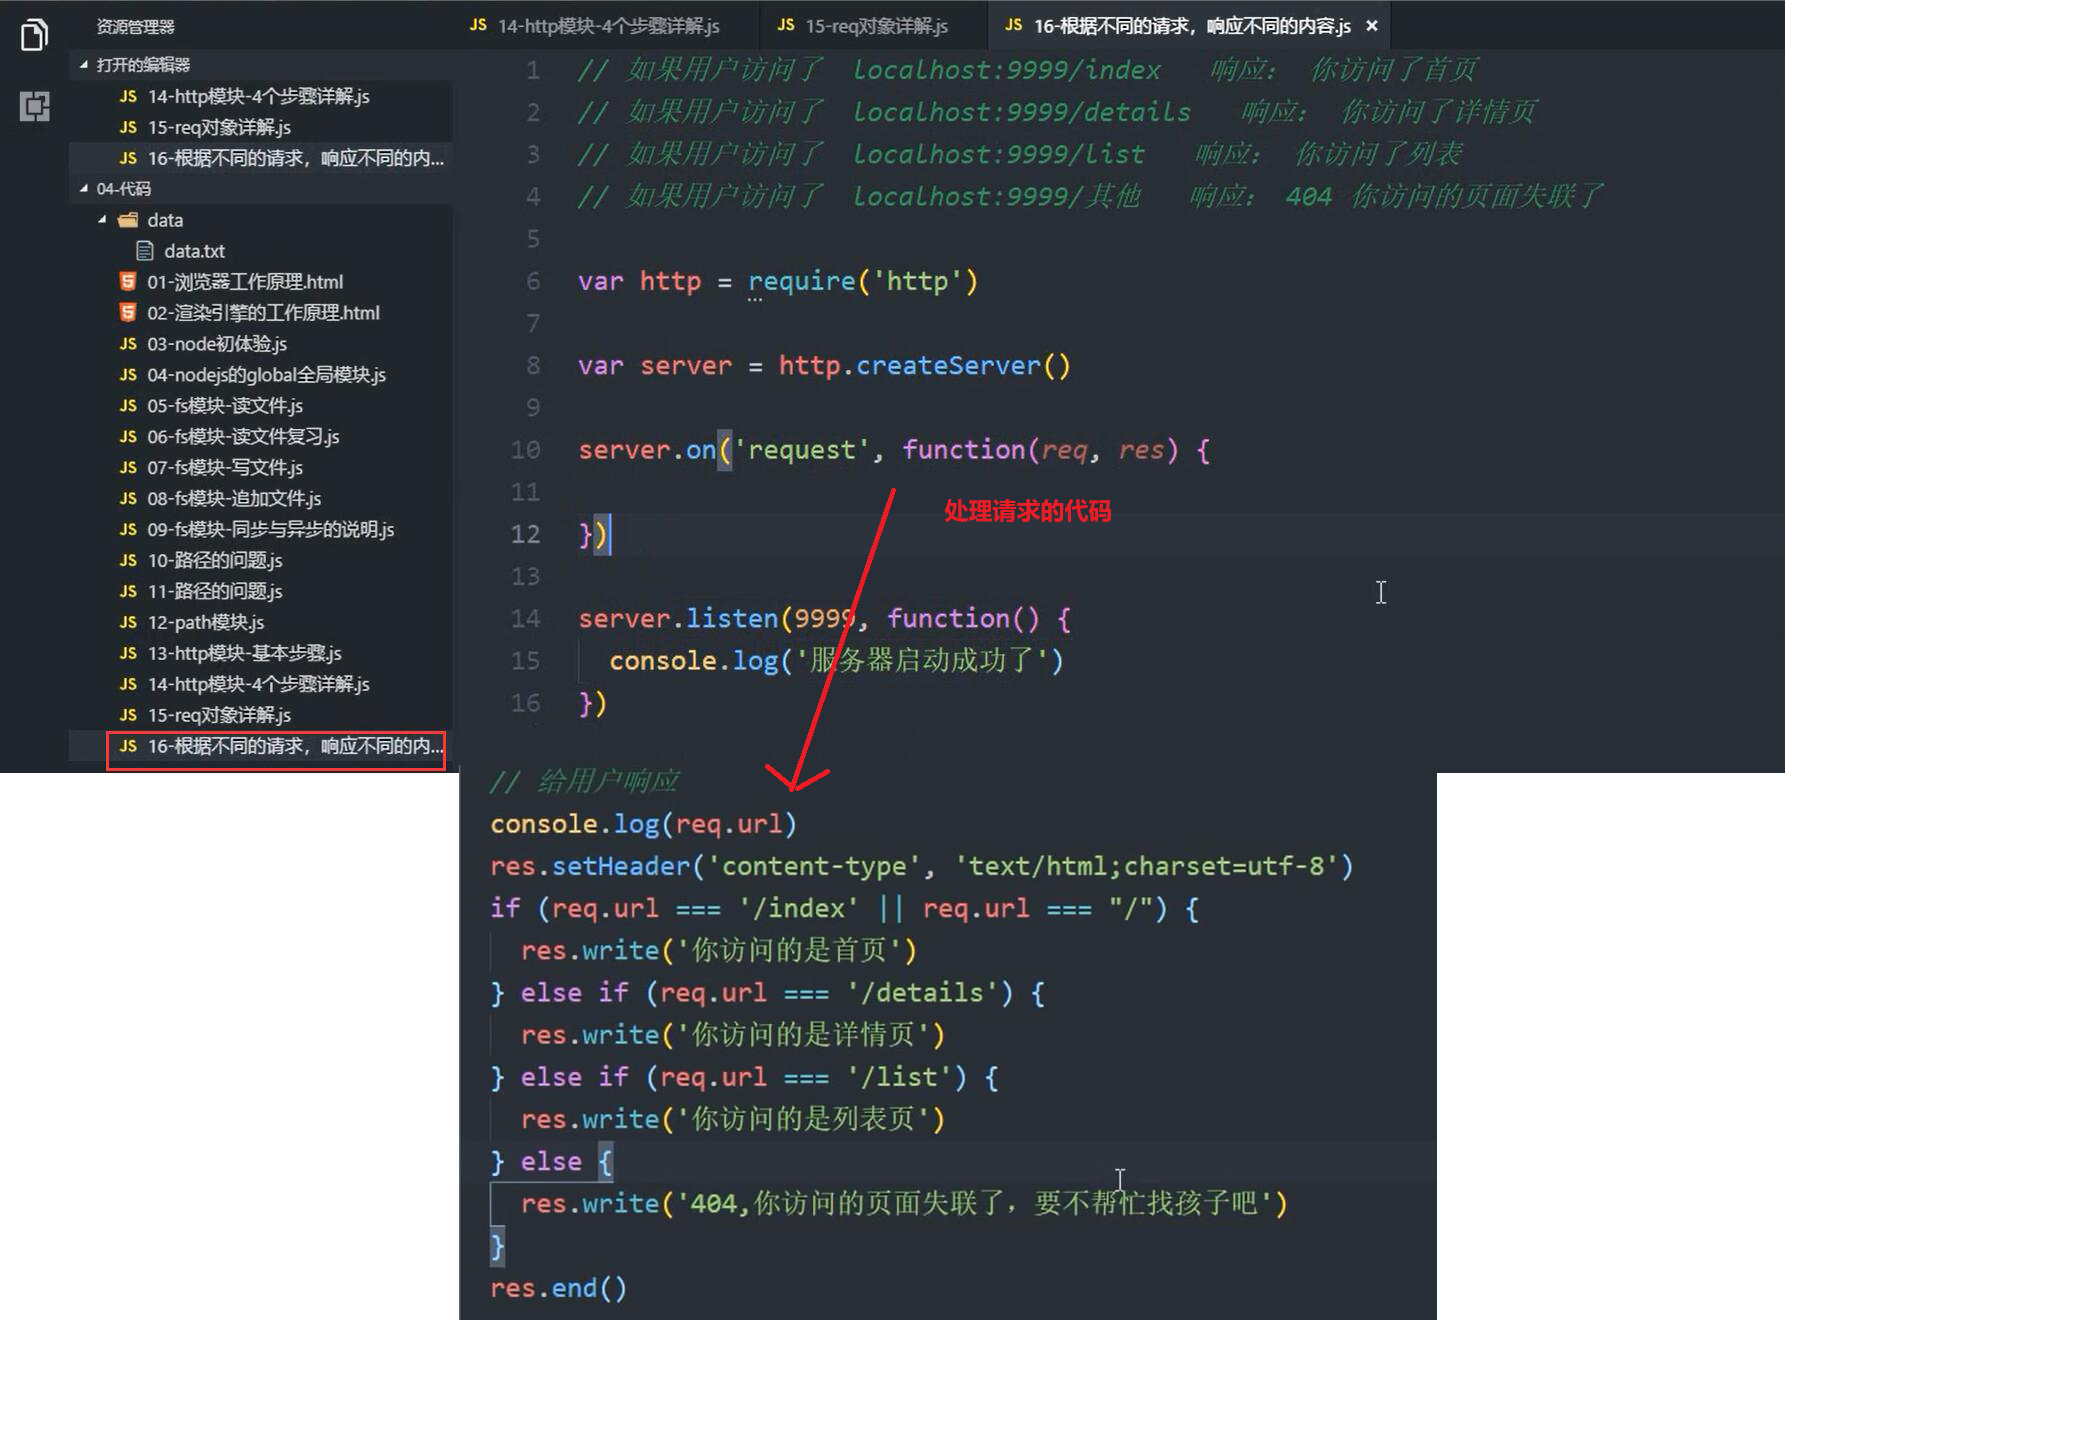 资源管理器
打开的编辑器
JS 14-http模块-4个步骤详解.js
JS 15-req对象详解.js
JS 16-根据不同的请求，响应不同的内...
04-代码
data
data.txt
01-浏览器工作原理.html
02-渲染引擎的工作原理.html
JS 03-node初体验.js
JS 04-nodejs的global全局模块.js
JS 05-fs模块-读文件.js
JS 06-fs模块-读文件复习.js
JS 07-fs模块-写文件.js
JS 08-fs模块-追加文件.js
JS 09-fs模块-同步与异步的说明.js
JS 10-路径的问题.js
JS 11-路径的问题.js
JS 12-path模块.js
JS 13-http模块-基本步骤.js
JS 14-http模块-4个步骤详解.js
JS 15-req对象详解.js
JS 16-根据不同的请求，响应不同的内...
JS 14-http模块-4个步骤详解.js JS 15-req对象详解.js JS 16-根据不同的请求，响应不同的内容.js ×
1 // 如果用户访问了 localhost:9999/index 响应： 你访问了首页
2 // 如果用户访问了 localhost:9999/details 响应： 你访问了详情页
3 // 如果用户访问了 localhost:9999/list 响应： 你访问了列表
4 // 如果用户访问了 localhost:9999/其他 响应： 404 你访问的页面失联了
5
6 var http = require('http')
7
8 var server = http.createServer()
9
10 server.on('request', function(req, res) {
11
处理请求的代码
12 })
13
14 server.listen(9999, function() {
15 console.log('服务器启动成功了')
16 })
// 给用户响应
console.log(req.url)
res.setHeader('content-type', 'text/html;charset=utf-8')
if (req.url === '/index' || req.url === "/") {
res.write('你访问的是首页')
} else if (req.url === '/details') {
res.write('你访问的是详情页')
} else if (req.url === '/list') {
res.write('你访问的是列表页')
} else {
res.write('404,你访问的页面失联了，要不帮忙找孩子吧')
}
res.end()